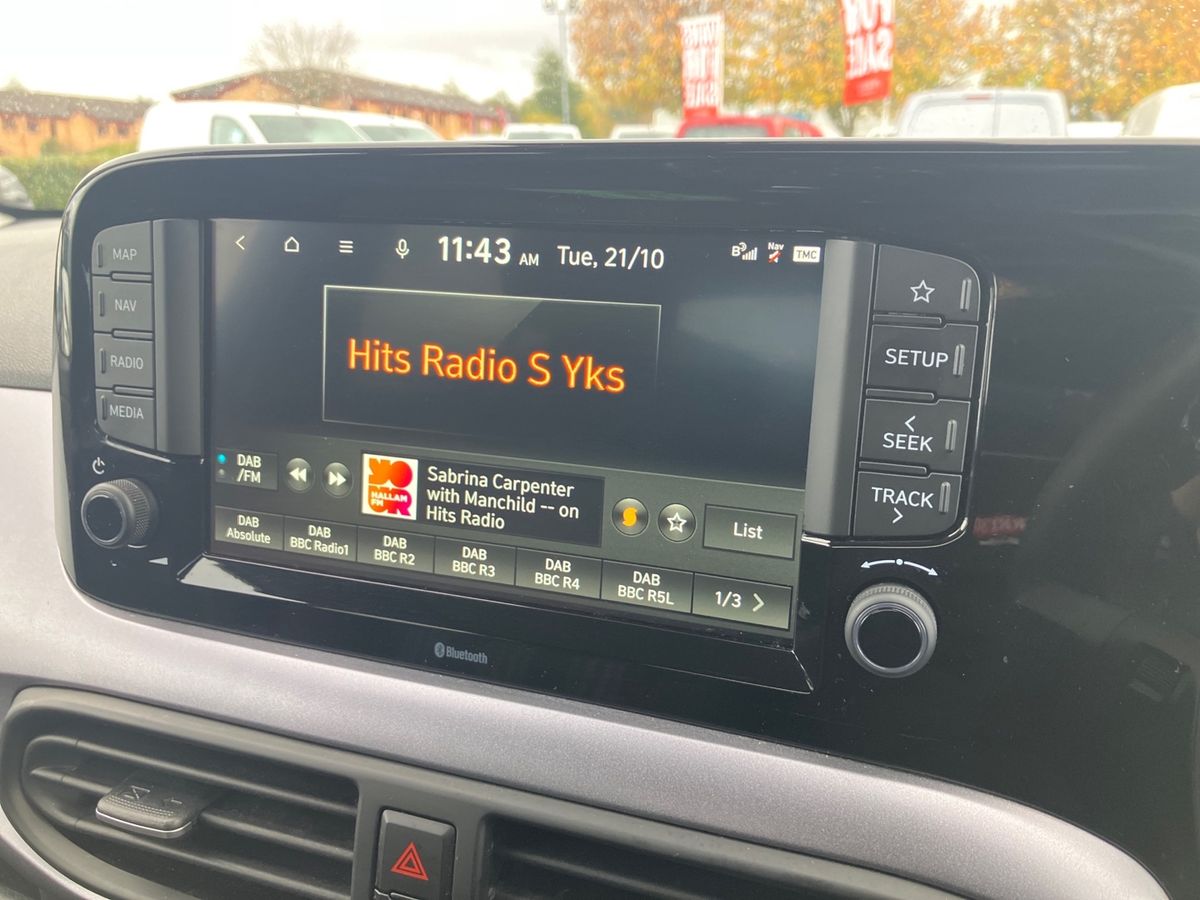 FOR
SALE
11:43 AM Tue, 21/10
B
Nav
TMC
MAP
NAV
RADIO
MEDIA
Hits Radio S Yks
SETUP
SEEK
TRACK
DAB
/FM
HALLAM
FM
Sabrina Carpenter
with Manchild -- on
Hits Radio
List
DAB
Absolute
DAB
BBC Radio1
DAB
BBC R2
DAB
BBC R3
DAB
BBC R4
DAB
BBC R5L
1/3
Bluetooth